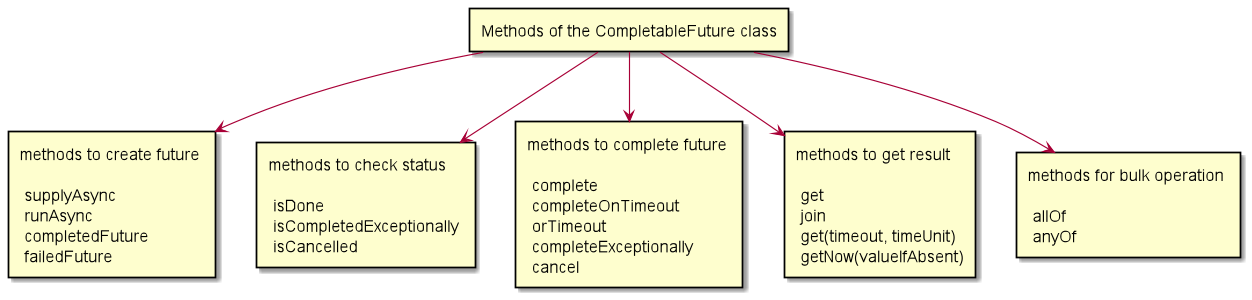 Methods of the CompletableFuture class
methods to create future
supplyAsync
runAsync
completedFuture
failedFuture
methods to check status
isDone
isCompletedExceptionally
isCancelled
methods to complete future
complete
completeOnTimeout
orTimeout
completeExceptionally
cancel
methods to get result
get
join
get(timeout, timeUnit)
getNow(valueIfAbsent)
methods for bulk operation
allOf
anyOf